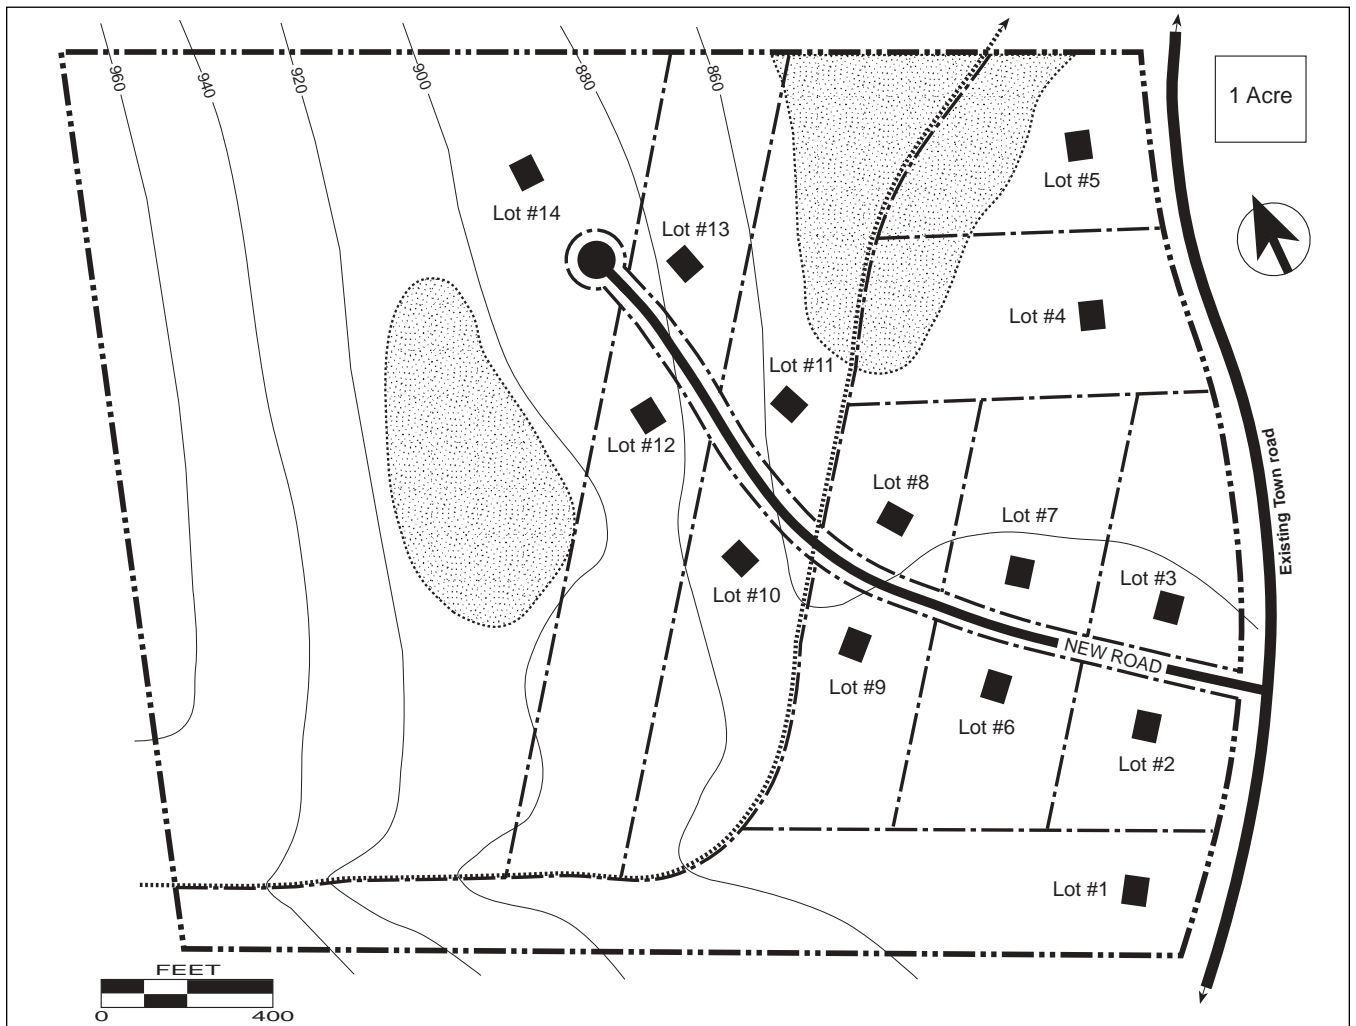 960
940
920
900
880
860
1 Acre
Lot #5
Lot #14
Lot #13
Lot #4
Lot #11
Lot #12
Existing Town road
Lot #8
Lot #7
Lot #3
Lot #10
NEW ROAD
Lot #9
Lot #6
Lot #2
Lot #1
FEET
0 400